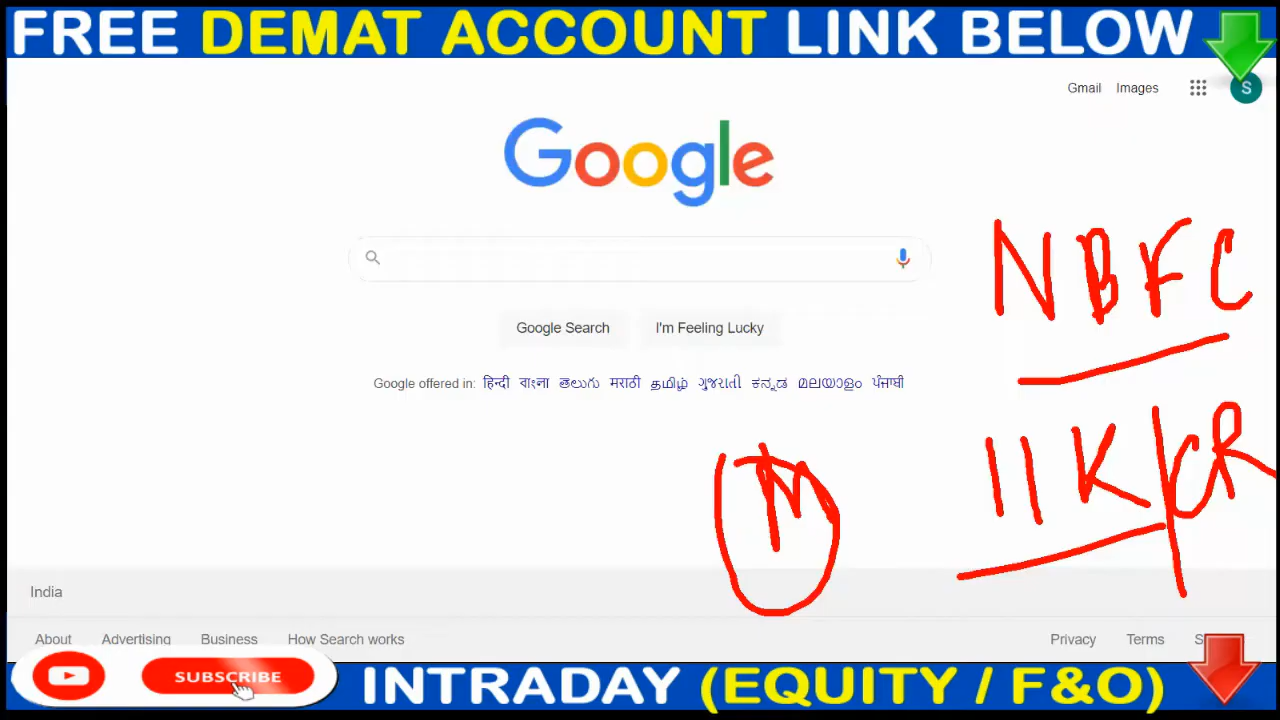 FREE DEMAT ACCOUNT LINK BELOW
Gmail Images S
Google
Google Search I'm Feeling Lucky
Google offered in: हिन्दी বাংলা తెలుగు मराठी தமிழ் ગુજરાતી ಕನ್ನಡ മലയാളം ਪੰਜਾਬੀ
NBFC
11K/CR
M
India
About Advertising Business How Search works Privacy Terms
SUBSCRIBE INTRADAY (EQUITY / F&O)